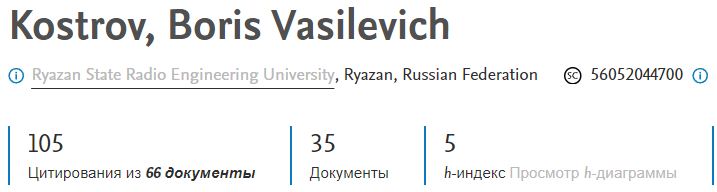 Kostrov, Boris Vasilevich
Ryazan State Radio Engineering University, Ryazan, Russian Federation SC 56052044700
105 35 5
Цитирования из 66 документы Документы h-индекс Просмотр h-диаграммы